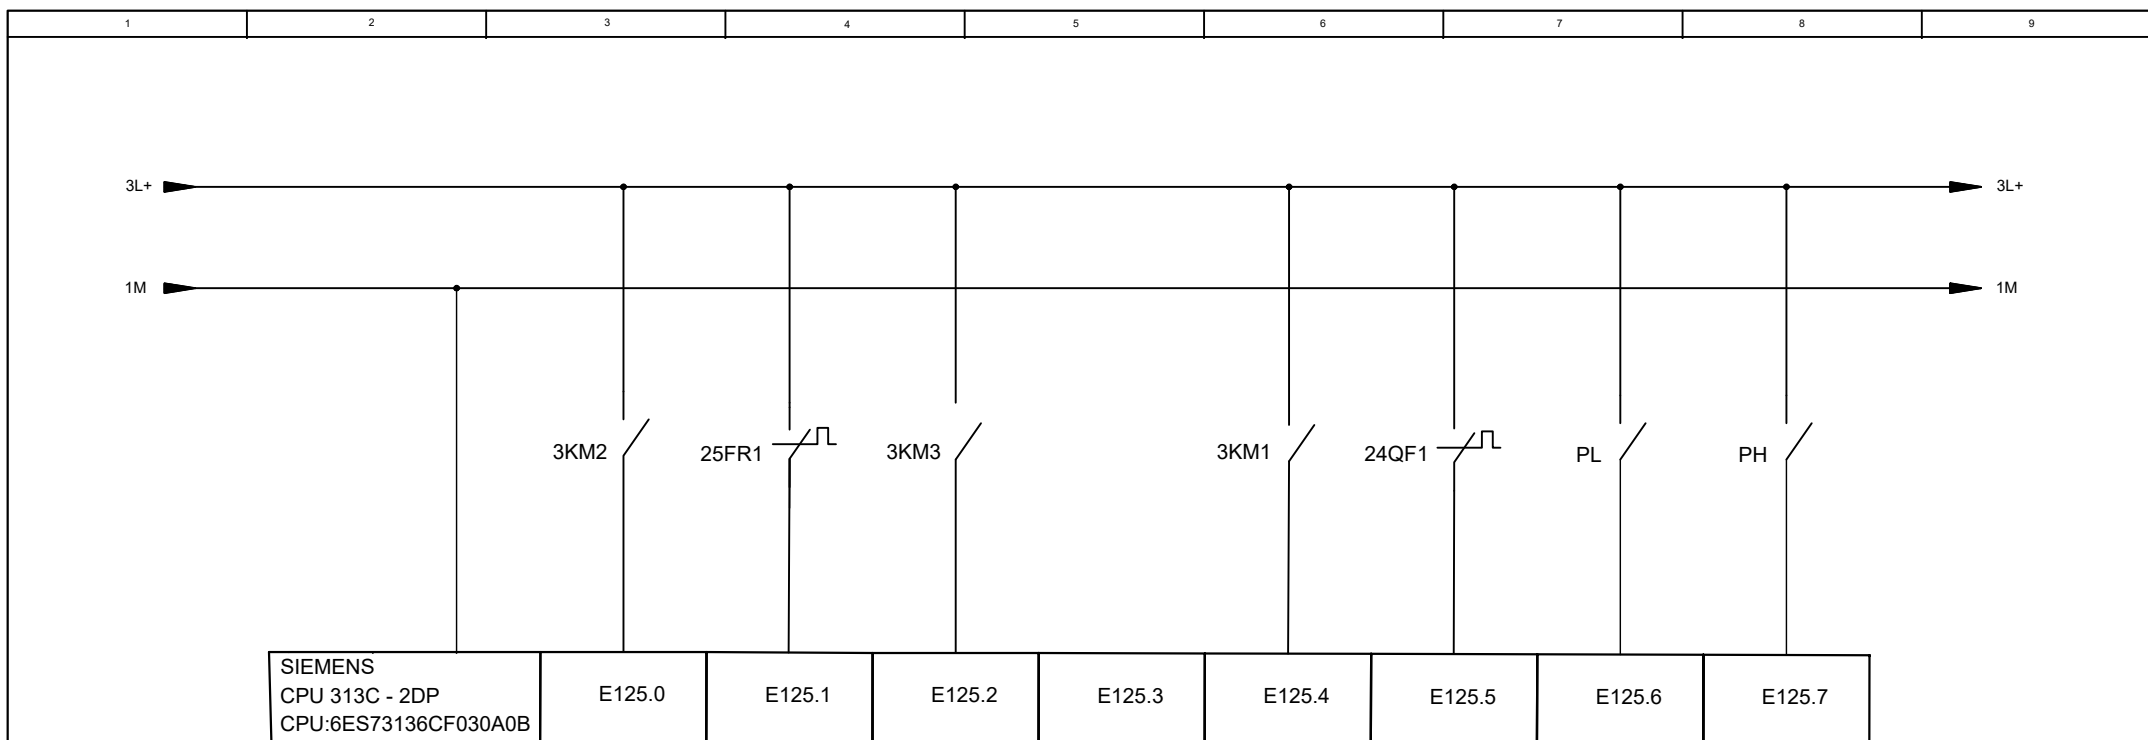 1 2 3 4 5 6 7 8 9
3L+ 3L+
1M 1M
3KM2 25FR1 3KM3 3KM1 24QF1 PL PH
SIEMENS
CPU 313C - 2DP
CPU:6ES73136CF030A0B
E125.0 E125.1 E125.2 E125.3 E125.4 E125.5 E125.6 E125.7